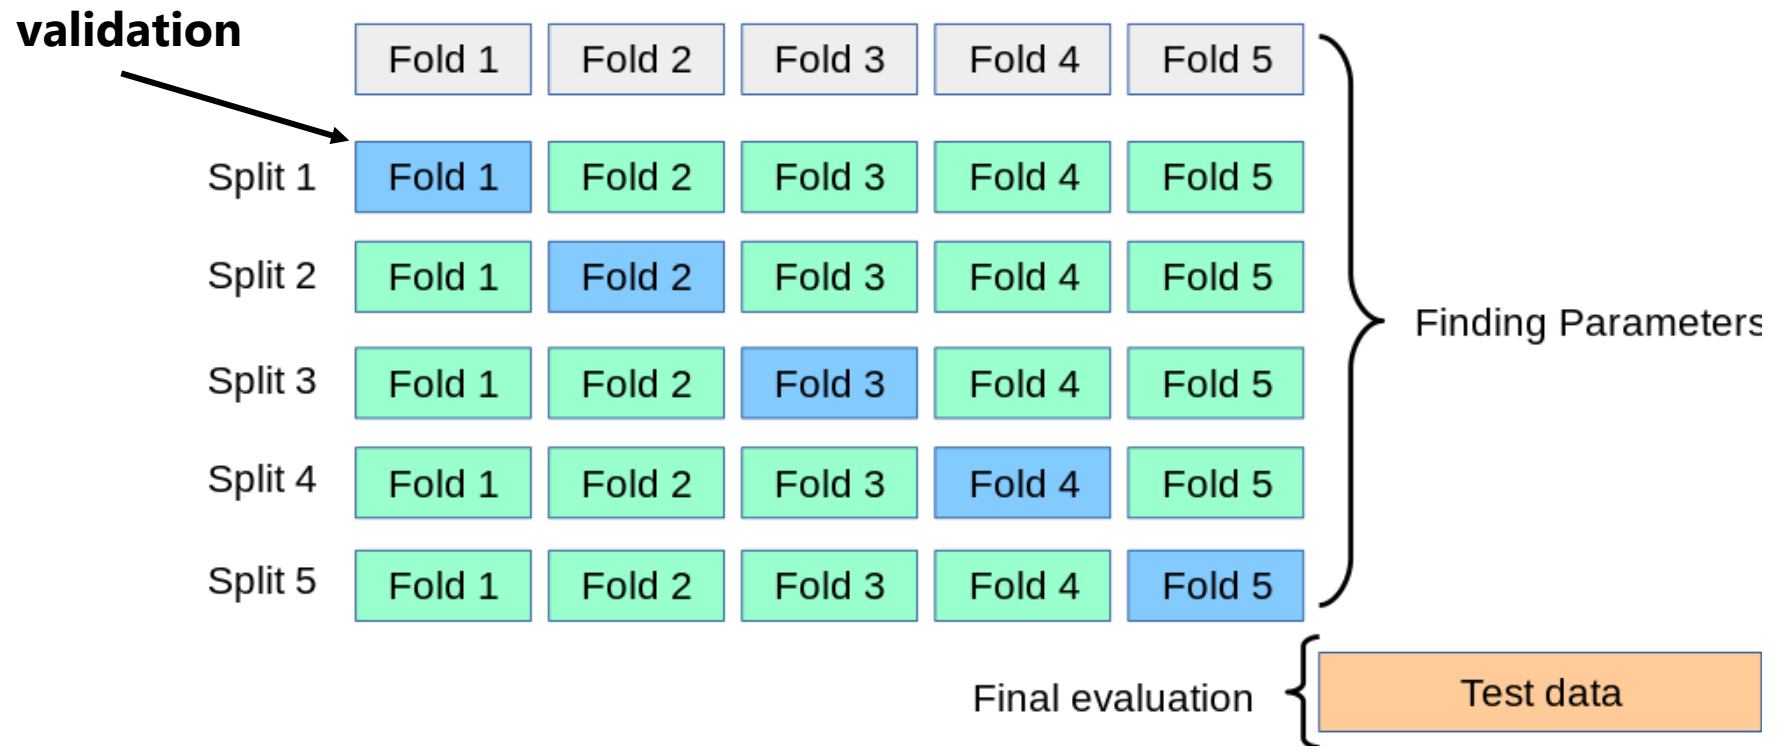 validation
Fold 1 Fold 2 Fold 3 Fold 4 Fold 5
Split 1 Fold 1 Fold 2 Fold 3 Fold 4 Fold 5
Split 2 Fold 1 Fold 2 Fold 3 Fold 4 Fold 5
Finding Parameters
Split 3 Fold 1 Fold 2 Fold 3 Fold 4 Fold 5
Split 4 Fold 1 Fold 2 Fold 3 Fold 4 Fold 5
Split 5 Fold 1 Fold 2 Fold 3 Fold 4 Fold 5
Final evaluation Test data